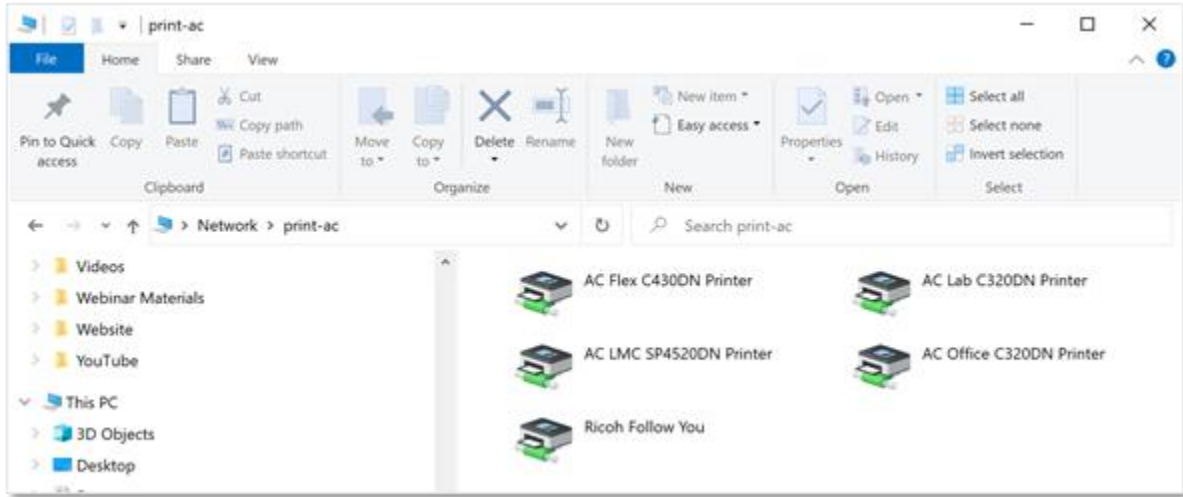 print-ac
File Home Share View
Pin to Quick access
Copy
Paste
Cut
Copy path
Paste shortcut
Clipboard
Move to
Copy to
Delete
Rename
Organize
New folder
New item
Easy access
New
Properties
Open
Edit
History
Open
Select all
Select none
Invert selection
Select
Network > print-ac
Search print-ac
Videos
Webinar Materials
Website
YouTube
This PC
3D Objects
Desktop
AC Flex C430DN Printer
AC Lab C320DN Printer
AC LMC SP4520DN Printer
AC Office C320DN Printer
Ricoh Follow You